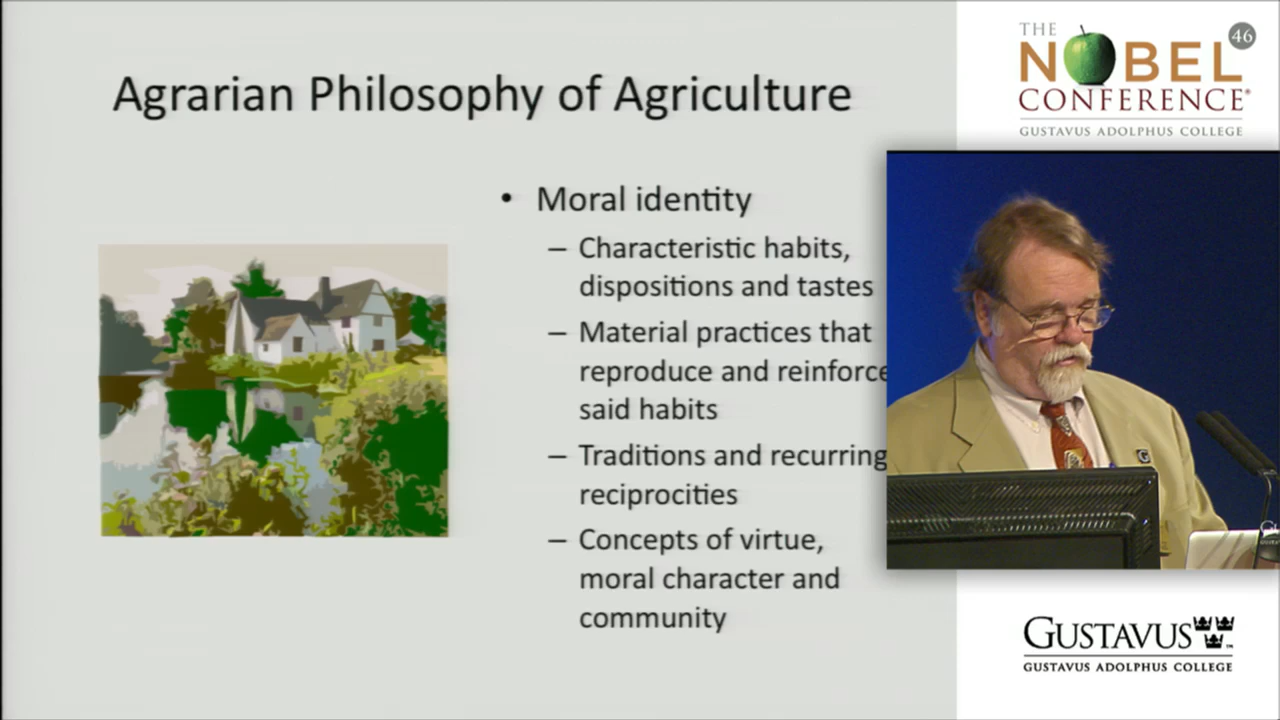 Agrarian Philosophy of Agriculture
• Moral identity
– Characteristic habits,
dispositions and tastes
– Material practices that
reproduce and reinforce
said habits
– Traditions and recurring
reciprocities
– Concepts of virtue,
moral character and
community
THE
NOBEL 46
CONFERENCE®
GUSTAVUS ADOLPHUS COLLEGE
G
GUSTAVUS™
GUSTAVUS ADOLPHUS COLLEGE